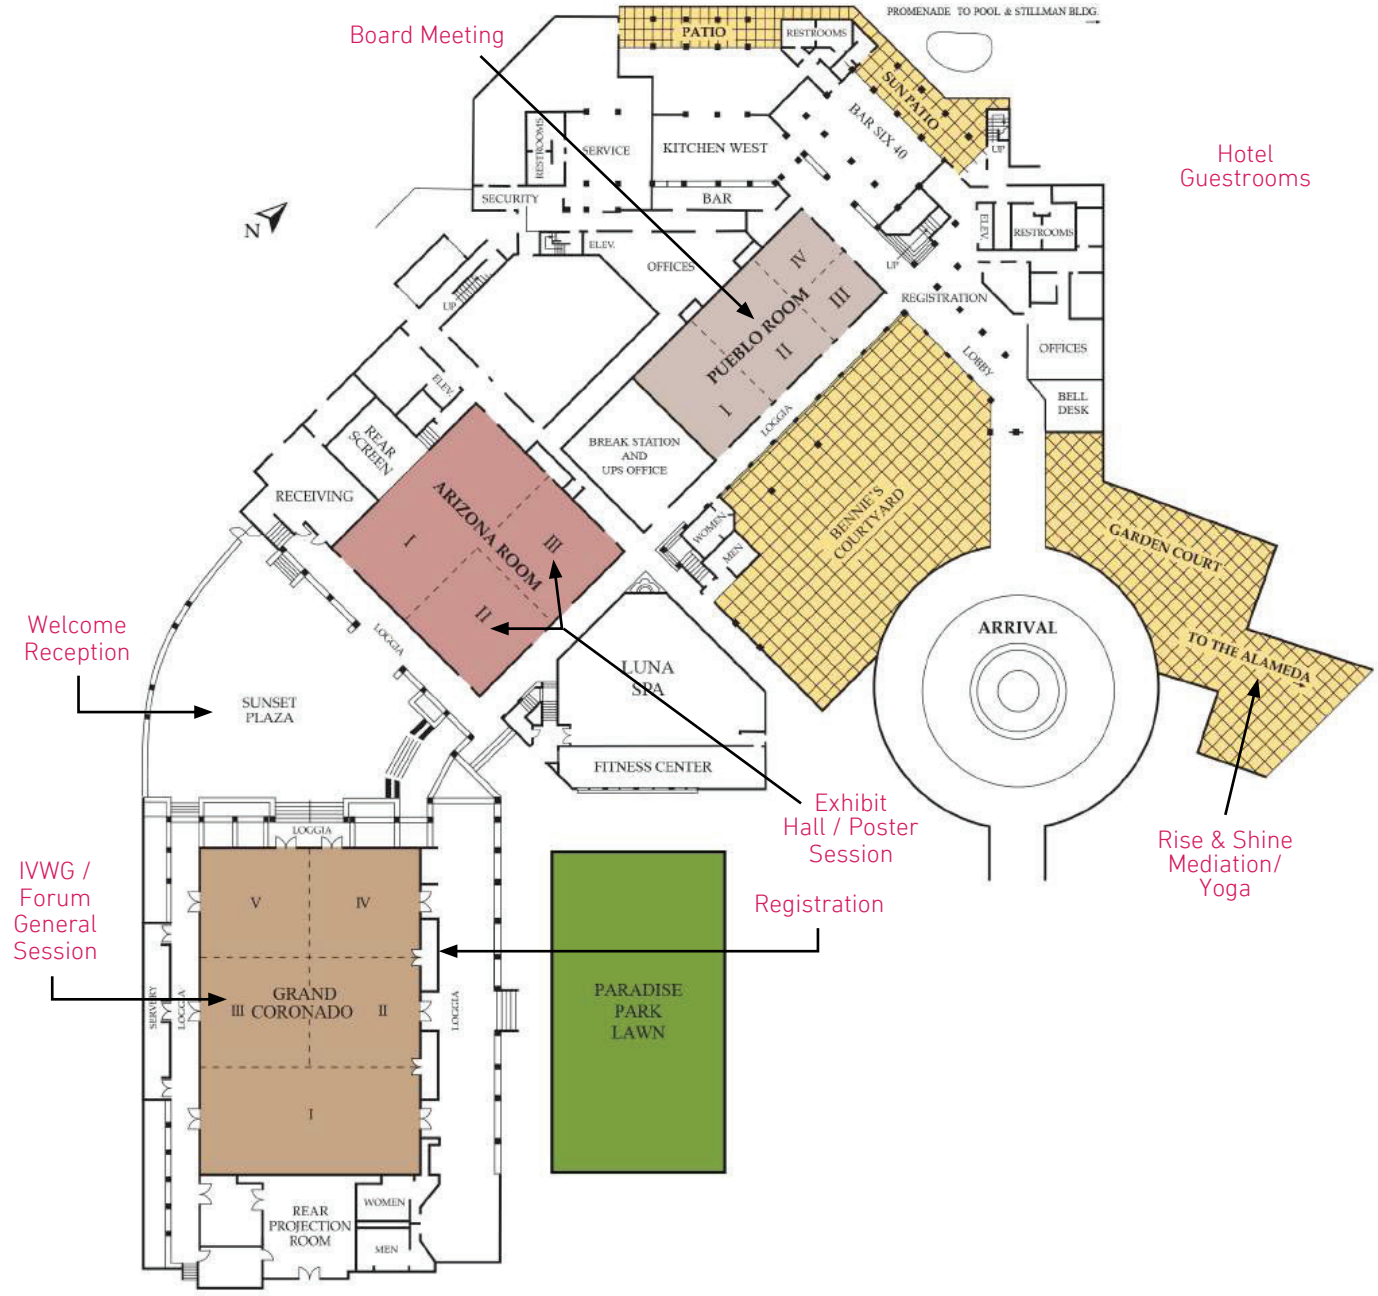 PROMENADE TO POOL & STILLMAN BLDG.
Board Meeting
PATIO
RESTROOMS
SUN PATIO
BAR SIX 40
UP
RESTROOMS
SERVICE
KITCHEN WEST
Hotel
Guestrooms
SECURITY
BAR
N
ELEV.
OFFICES
ELEV.
RESTROOMS
UP
UP
IV
III
PUEBLO ROOM
II
I
REGISTRATION
LOBBY
OFFICES
BELL
DESK
ELEV.
REAR
SCREEN
RECEIVING
LOGGIA
BREAK STATION
AND
UPS OFFICE
ARIZONA ROOM
I
III
II
WOMEN
MEN
BENNIE'S
COURTYARD
GARDEN COURT
TO THE ALAMEDA
ARRIVAL
Welcome
Reception
LOGGIA
SUNSET
PLAZA
LUNA
SPA
FITNESS CENTER
Exhibit
Hall / Poster
Session
Rise & Shine
Mediation/
Yoga
LOGGIA
IVWG /
Forum
General
Session
Registration
V
IV
SERVERY
LOGGIA
III
GRAND
CORONADO
II
LOGGIA
I
PARADISE
PARK
LAWN
REAR
PROJECTION
ROOM
WOMEN
MEN